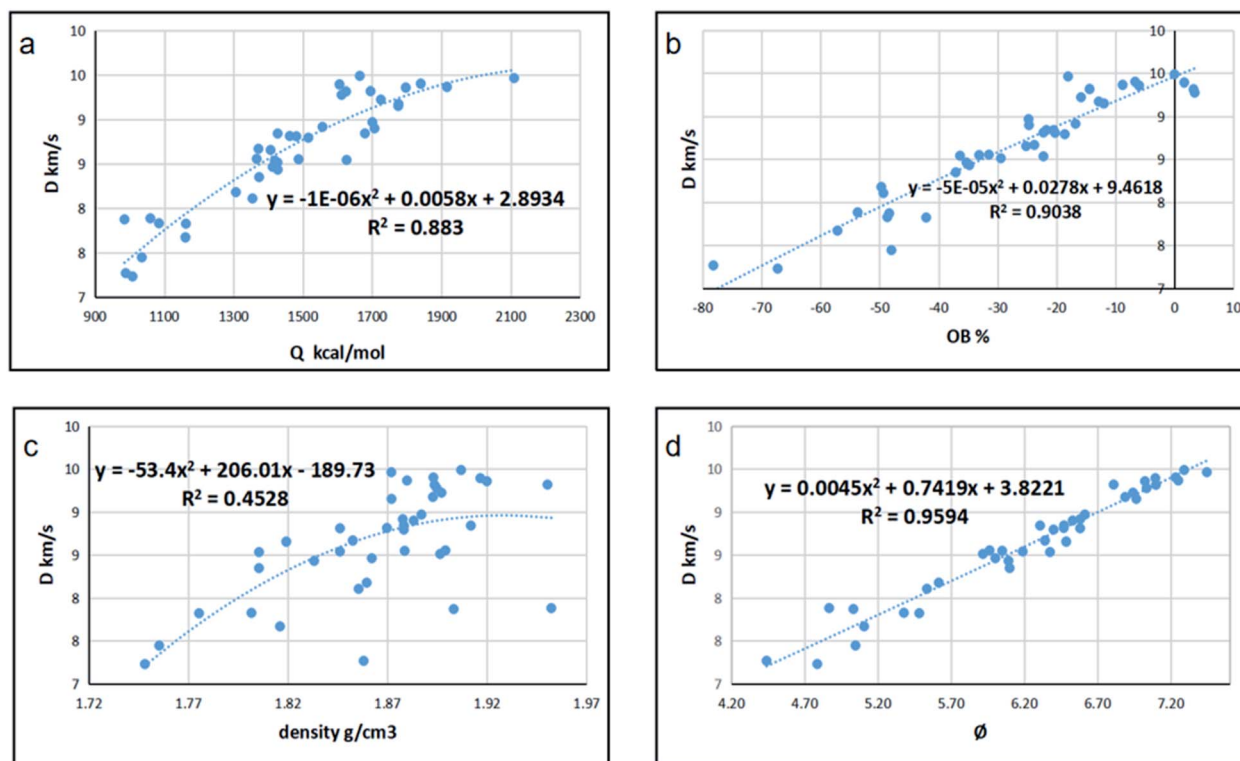 a
10
10
9
9
8
8
7
D km/s
y = -1E-06x² + 0.0058x + 2.8934
R² = 0.883
900 1100 1300 1500 1700 1900 2100 2300
Q kcal/mol
b
10
10
9
9
8
8
7
D km/s
y = -5E-05x² + 0.0278x + 9.4618
R² = 0.9038
-80 -70 -60 -50 -40 -30 -20 -10 0 10
OB %
c
10
10
9
9
8
8
7
D km/s
y = -53.4x² + 206.01x - 189.73
R² = 0.4528
1.72 1.77 1.82 1.87 1.92 1.97
density g/cm3
d
10
10
9
9
8
8
7
D km/s
y = 0.0045x² + 0.7419x + 3.8221
R² = 0.9594
4.20 4.70 5.20 5.70 6.20 6.70 7.20
Ø